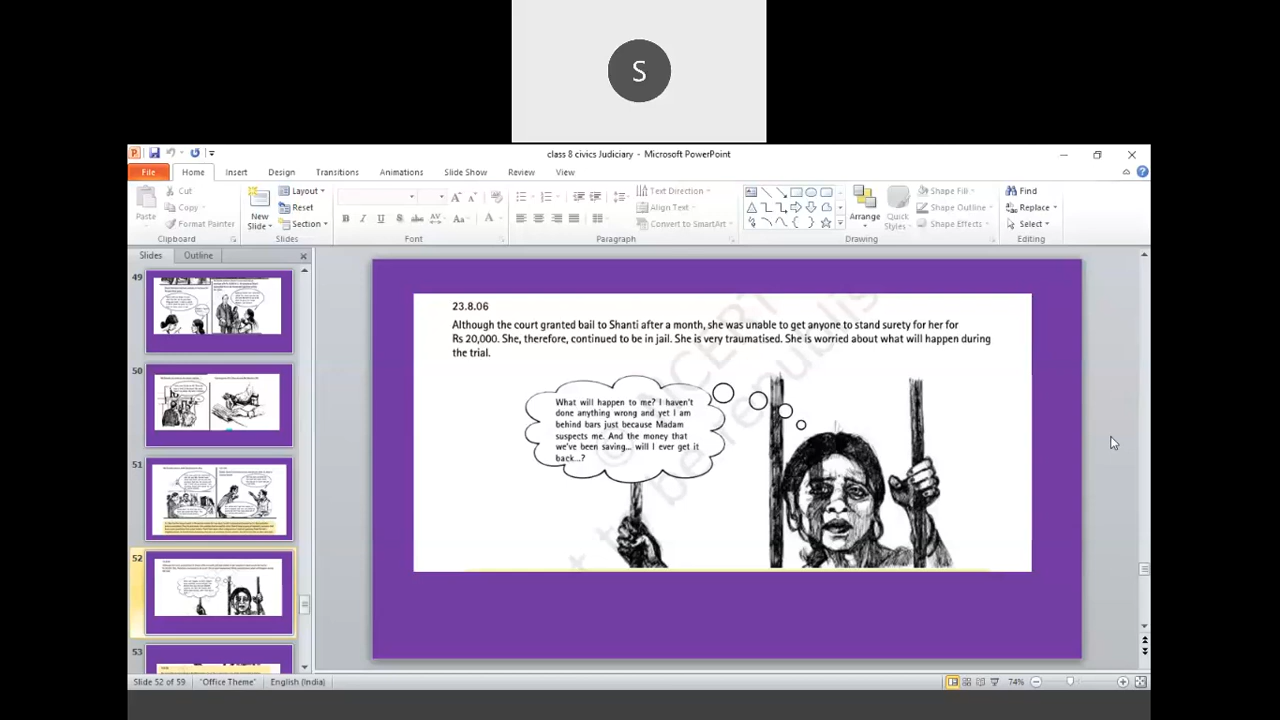 S
class 8 civics Judiciary - Microsoft PowerPoint
File Home Insert Design Transitions Animations Slide Show Review View
Cut
Copy
Format Painter
Paste
Clipboard
New
Slide
Layout
Reset
Section
Slides
B I U S abc AV Aa A
Font
Text Direction
Align Text
Convert to SmartArt
Paragraph
Arrange
Quick
Styles
Shape Fill
Shape Outline
Shape Effects
Drawing
Find
Replace
Select
Editing
Slides Outline
49
50
51
52
53
23.8.06
Although the court granted bail to Shanti after a month, she was unable to get anyone to stand surety for her for
Rs 20,000. She, therefore, continued to be in jail. She is very traumatised. She is worried about what will happen during
the trial.
What will happen to me? I haven't
done anything wrong and yet I am
behind bars just because Madam
suspects me. And the money that
we've been saving... will I ever get it
back...?
Slide 52 of 59 "Office Theme" English (India) 74%